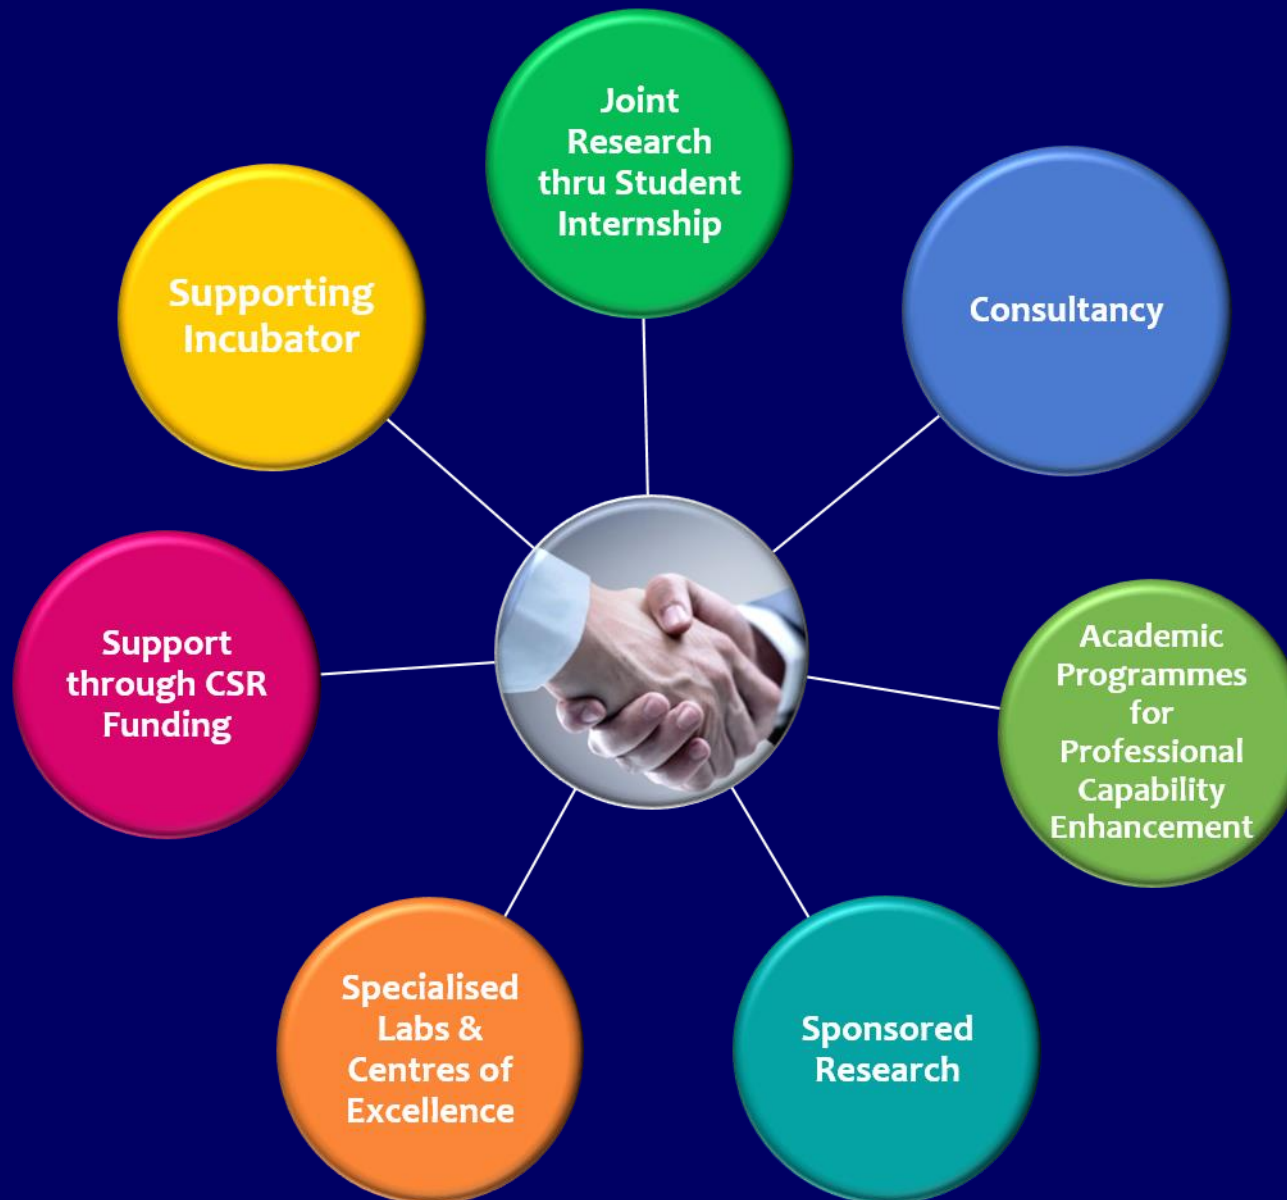 Joint
Research
thru Student
Internship
Supporting
Incubator
Consultancy
Support
through CSR
Funding
Academic
Programmes
for
Professional
Capability
Enhancement
Specialised
Labs &
Centres of
Excellence
Sponsored
Research